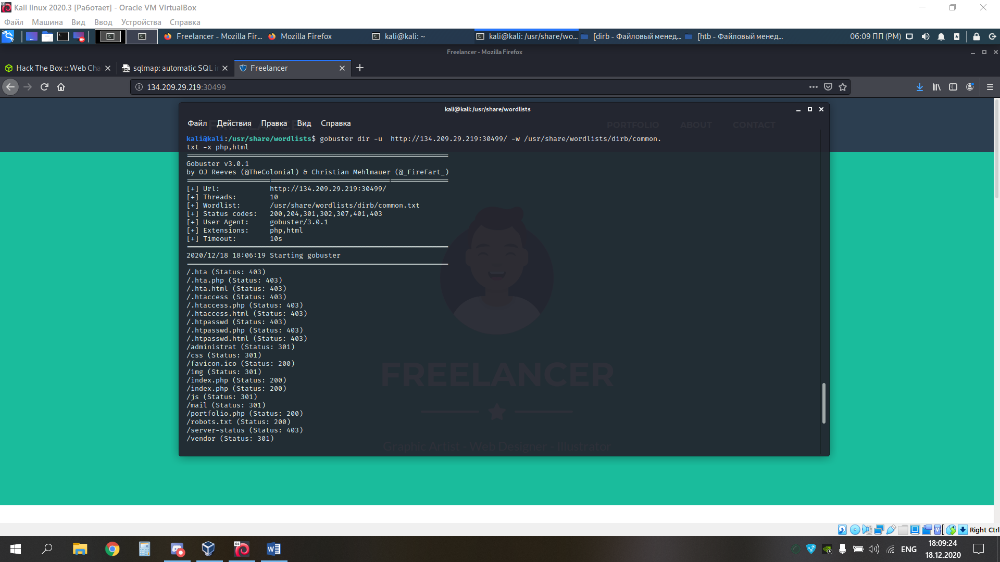 Kali linux 2020.3 [Работает] - Oracle VM VirtualBox
Файл Машина Вид Ввод Устройства Справка
Freelancer - Mozilla Fir... Mozilla Firefox kali@kali: ~ kali@kali: /usr/share/wo... [dirb - Файловый менед... [htb - Файловый менед... 06:09 ПП (PM)
Freelancer - Mozilla Firefox
Hack The Box :: Web Cha sqlmap: automatic SQL in Freelancer
134.209.29.219:30499
kali@kali: /usr/share/wordlists
Файл Действия Правка Вид Справка
PORTFOLIO ABOUT CONTACT
kali@kali:/usr/share/wordlists$ gobuster dir -u  http://134.209.29.219:30499/ -w /usr/share/wordlists/dirb/common.
txt -x php,html
===============================================================
Gobuster v3.0.1
by OJ Reeves (@TheColonial) & Christian Mehlmauer (@_FireFart_)
===============================================================
[+] Url:            http://134.209.29.219:30499/
[+] Threads:        10
[+] Wordlist:       /usr/share/wordlists/dirb/common.txt
[+] Status codes:   200,204,301,302,307,401,403
[+] User Agent:     gobuster/3.0.1
[+] Extensions:     php,html
[+] Timeout:        10s
===============================================================
2020/12/18 18:06:19 Starting gobuster
===============================================================
/.hta (Status: 403)
/.hta.php (Status: 403)
/.hta.html (Status: 403)
/.htaccess (Status: 403)
/.htaccess.php (Status: 403)
/.htaccess.html (Status: 403)
/.htpasswd (Status: 403)
/.htpasswd.php (Status: 403)
/.htpasswd.html (Status: 403)
/administrat (Status: 301)
/css (Status: 301)
/favicon.ico (Status: 200)
/img (Status: 301)
/index.php (Status: 200)
/index.php (Status: 200)
/js (Status: 301)
/mail (Status: 301)
/portfolio.php (Status: 200)
/robots.txt (Status: 200)
/server-status (Status: 403)
/vendor (Status: 301)
FREELANCER
Graphic Artist - Web Designer - Illustrator
Right Ctrl
ENG
18:09:24
18.12.2020